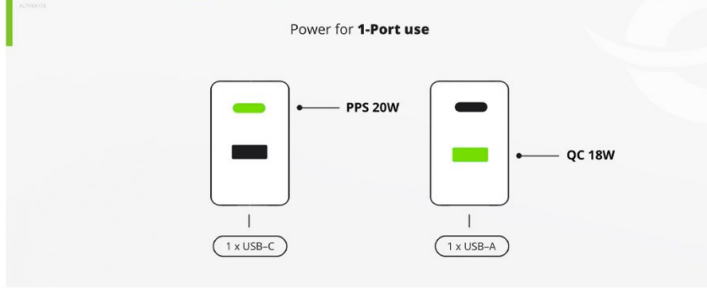 Power for 1-Port use
PPS 20W
QC 18W
1 x USB–C
1 x USB–A